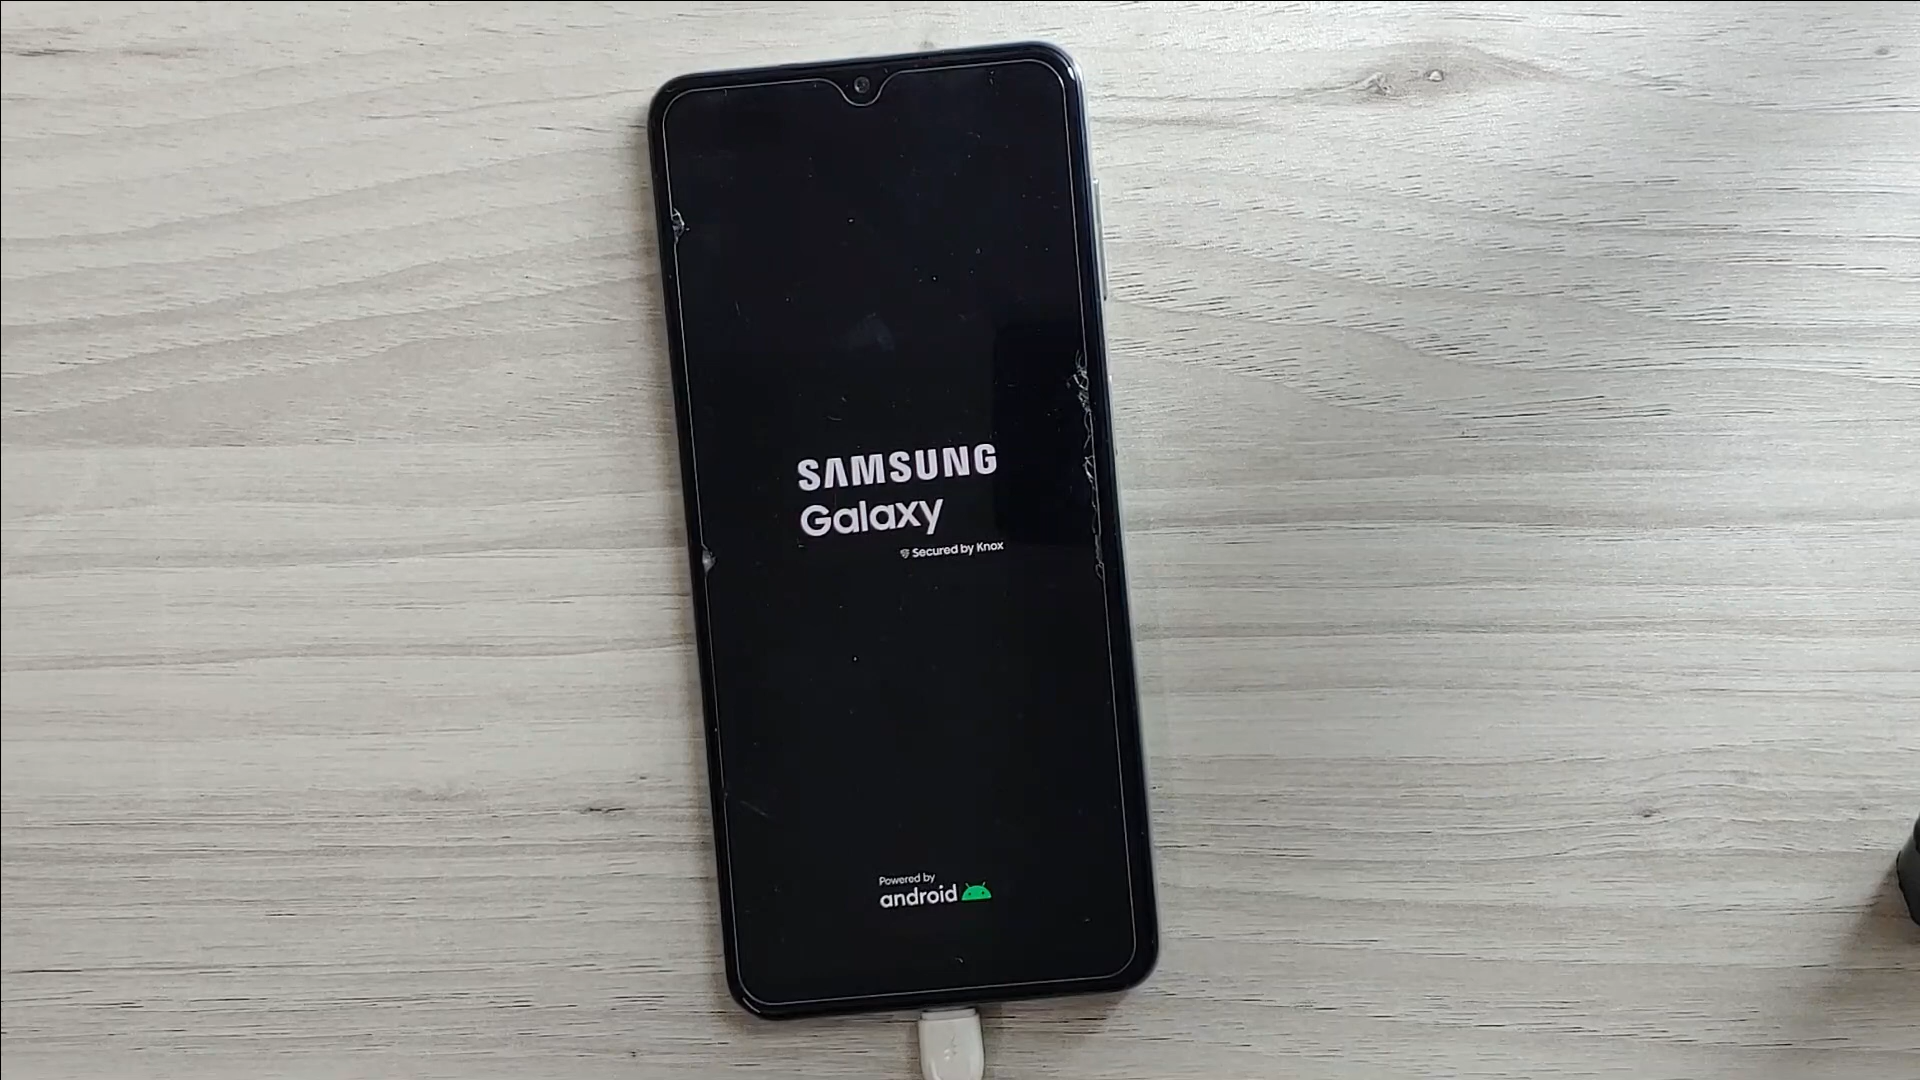 SAMSUNG
Galaxy
Secured by Knox
Powered by
android